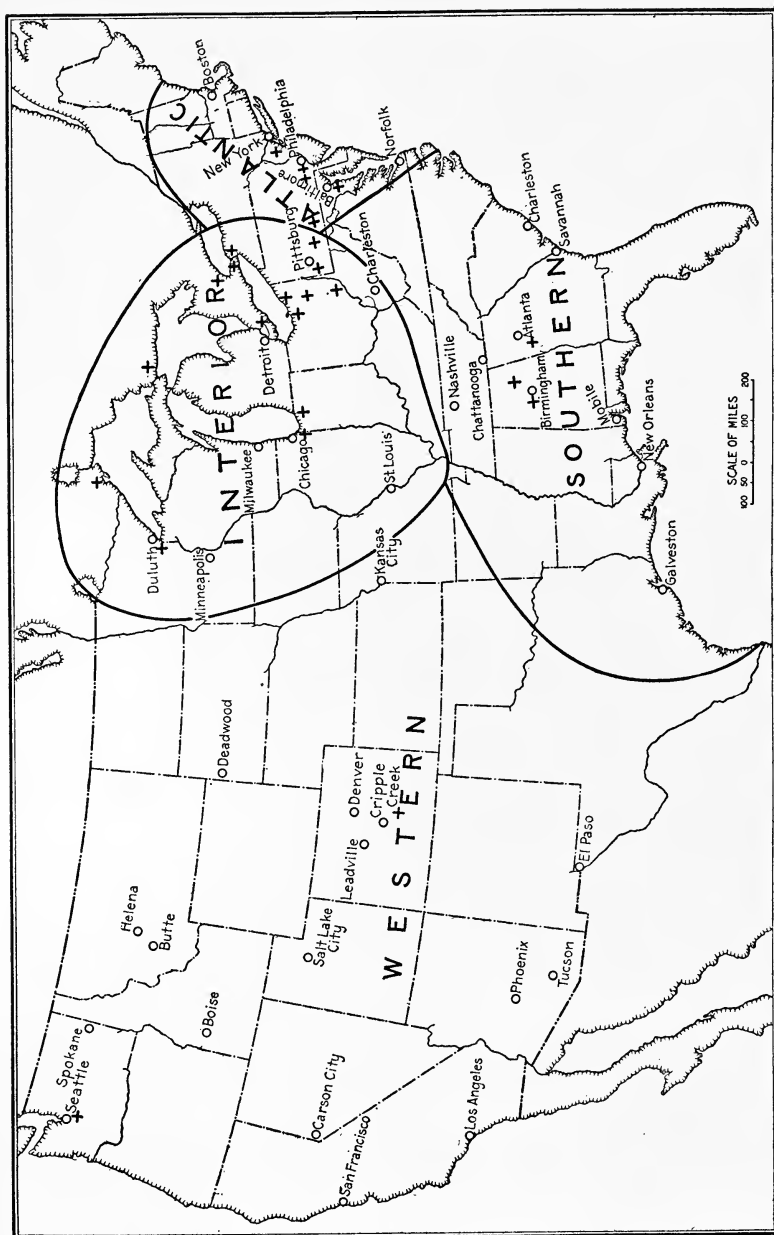 Seattle
Spokane
Helena
Butte
Boise
Deadwood
Duluth
Minneapolis
Boston
Carson City
San Francisco
Los Angeles
Salt Lake
City
Denver
Leadville
Cripple
Creek
Phoenix
Tucson
El Paso
WESTERN
Kansas
City
St Louis
Milwaukee
Chicago
Detroit
INTERIOR
Pittsburg
Charleston
New York
Philadelphia
Baltimore
Norfolk
ATLANTIC
Nashville
Chattanooga
Atlanta
Birmingham
Charleston
Savannah
Mobile
New Orleans
Galveston
SOUTHERN
SCALE OF MILES
100 50 0 100 200